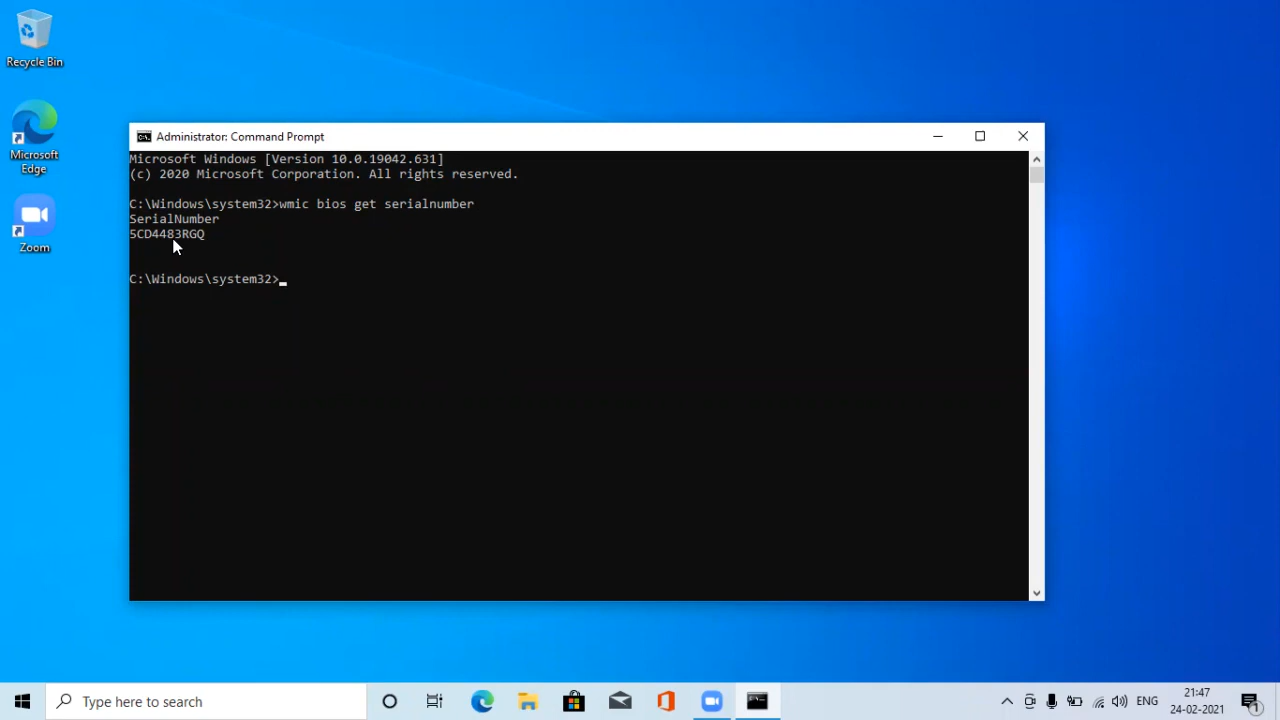 Recycle Bin
Microsoft
Edge
Zoom
Administrator: Command Prompt
Microsoft Windows [Version 10.0.19042.631]
(c) 2020 Microsoft Corporation. All rights reserved.
C:\Windows\system32>wmic bios get serialnumber
SerialNumber
5CD4483RGQ
C:\Windows\system32>
Type here to search
ENG
21:47
24-02-2021
1